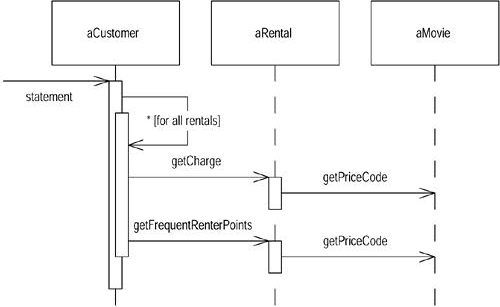 aCustomer
aRental
aMovie
statement
* [for all rentals]
getCharge
getPriceCode
getFrequentRenterPoints
getPriceCode